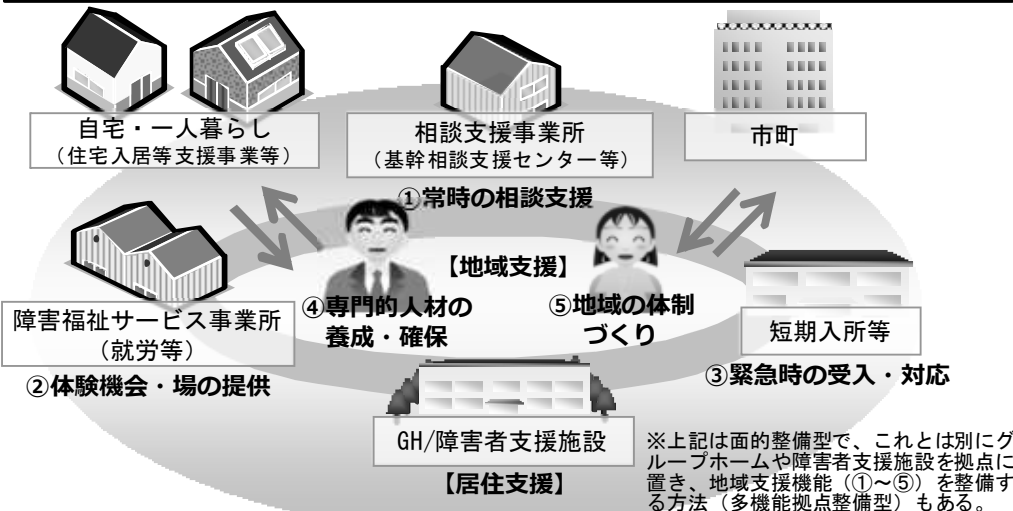 自宅・一人暮らし
（住宅入居等支援事業等）
相談支援事業所
（基幹相談支援センター等）
市町
①常時の相談支援
【地域支援】
④専門的人材の
養成・確保
⑤地域の体制
づくり
障害福祉サービス事業所
（就労等）
②体験機会・場の提供
短期入所等
③緊急時の受入・対応
GH/障害者支援施設
【居住支援】
※上記は面的整備型で、これとは別にグ
ループホームや障害者支援施設を拠点に
置き、地域支援機能（①～⑤）を整備す
る方法（多機能拠点整備型）もある。